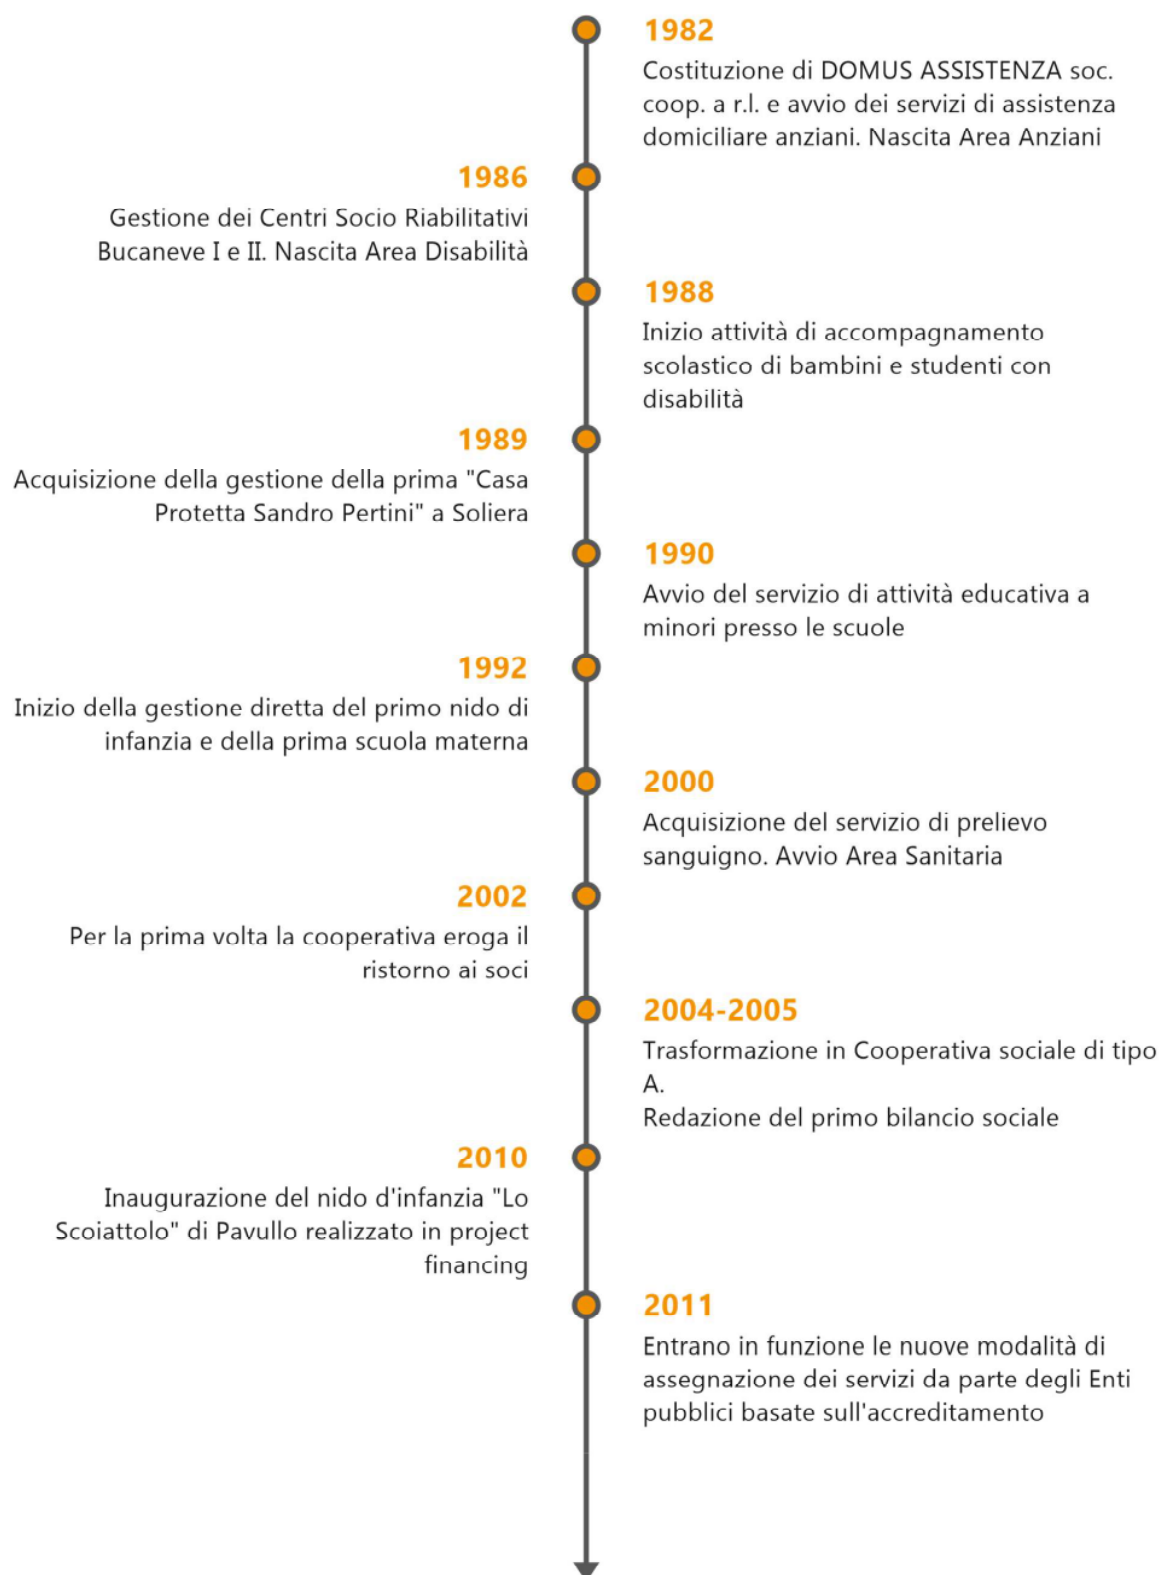 1982
Costituzione di DOMUS ASSISTENZA soc.
coop. a r.l. e avvio dei servizi di assistenza
domiciliare anziani. Nascita Area Anziani
1986
Gestione dei Centri Socio Riabilitativi
Bucaneve I e II. Nascita Area Disabilità
1988
Inizio attività di accompagnamento
scolastico di bambini e studenti con
disabilità
1989
Acquisizione della gestione della prima "Casa
Protetta Sandro Pertini" a Soliera
1990
Avvio del servizio di attività educativa a
minori presso le scuole
1992
Inizio della gestione diretta del primo nido di
infanzia e della prima scuola materna
2000
Acquisizione del servizio di prelievo
sanguigno. Avvio Area Sanitaria
2002
Per la prima volta la cooperativa eroga il
ristorno ai soci
2004-2005
Trasformazione in Cooperativa sociale di tipo
A.
Redazione del primo bilancio sociale
2010
Inaugurazione del nido d'infanzia "Lo
Scoiattolo" di Pavullo realizzato in project
financing
2011
Entrano in funzione le nuove modalità di
assegnazione dei servizi da parte degli Enti
pubblici basate sull'accreditamento